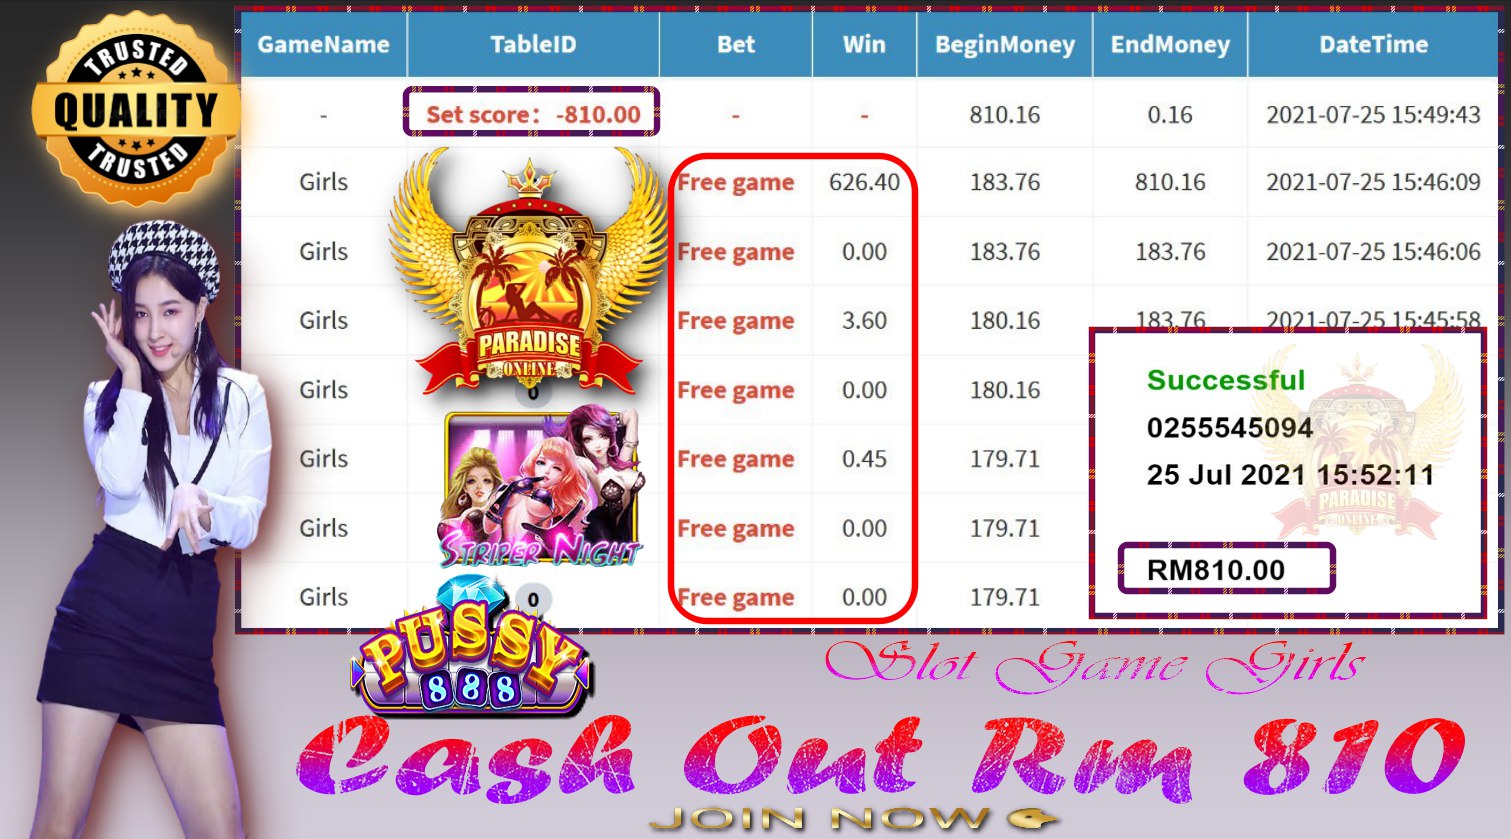 TRUSTED
QUALITY
TRUSTED
GameName TableID Bet Win BeginMoney EndMoney DateTime
- Set score: -810.00 - - 810.16 0.16 2021-07-25 15:49:43
Girls Free game 626.40 183.76 810.16 2021-07-25 15:46:09
Girls Free game 0.00 183.76 183.76 2021-07-25 15:46:06
Girls Free game 3.60 180.16 183.76 2021-07-25 15:45:58
Girls 0 Free game 0.00 180.16
Girls Free game 0.45 179.71
Girls Free game 0.00 179.71
Girls 0 Free game 0.00 179.71
PARADISE
ONLINE
STRIPER NIGHT
PUSSY
888
Successful
0255545094
25 Jul 2021 15:52:11
PARADISE
ONLINE
RM810.00
Slot Game Girls
Cash Out Rm 810
JOIN NOW